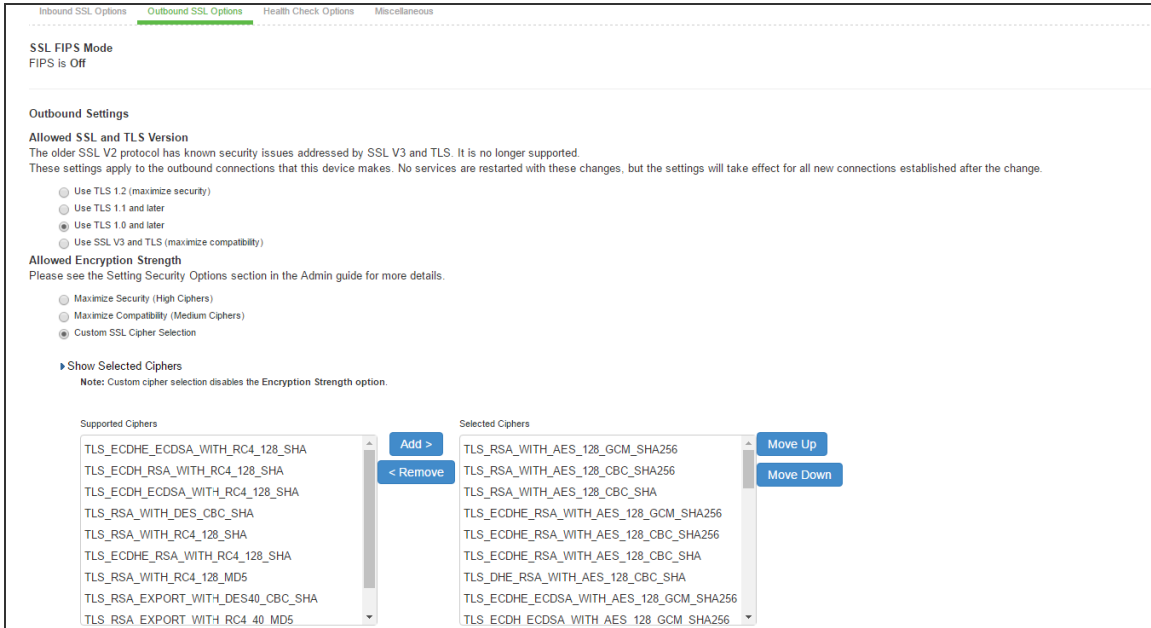 Inbound SSL Options Outbound SSL Options Health Check Options Miscellaneous
SSL FIPS Mode
FIPS is Off
Outbound Settings
Allowed SSL and TLS Version
The older SSL V2 protocol has known security issues addressed by SSL V3 and TLS. It is no longer supported.
These settings apply to the outbound connections that this device makes. No services are restarted with these changes, but the settings will take effect for all new connections established after the change.
Use TLS 1.2 (maximize security)
Use TLS 1.1 and later
Use TLS 1.0 and later
Use SSL V3 and TLS (maximize compatibility)
Allowed Encryption Strength
Please see the Setting Security Options section in the Admin guide for more details.
Maximize Security (High Ciphers)
Maximize Compatibility (Medium Ciphers)
Custom SSL Cipher Selection
Show Selected Ciphers
Note: Custom cipher selection disables the Encryption Strength option.
Supported Ciphers
TLS_ECDHE_ECDSA_WITH_RC4_128_SHA
TLS_ECDH_RSA_WITH_RC4_128_SHA
TLS_ECDH_ECDSA_WITH_RC4_128_SHA
TLS_RSA_WITH_DES_CBC_SHA
TLS_RSA_WITH_RC4_128_SHA
TLS_ECDHE_RSA_WITH_RC4_128_SHA
TLS_RSA_WITH_RC4_128_MD5
TLS_RSA_EXPORT_WITH_DES40_CBC_SHA
TLS_RSA_EXPORT_WITH_RC4_40_MD5
Add >
< Remove
Selected Ciphers
TLS_RSA_WITH_AES_128_GCM_SHA256
TLS_RSA_WITH_AES_128_CBC_SHA256
TLS_RSA_WITH_AES_128_CBC_SHA
TLS_ECDHE_RSA_WITH_AES_128_GCM_SHA256
TLS_ECDHE_RSA_WITH_AES_128_CBC_SHA256
TLS_ECDHE_RSA_WITH_AES_128_CBC_SHA
TLS_DHE_RSA_WITH_AES_128_CBC_SHA
TLS_ECDHE_ECDSA_WITH_AES_128_GCM_SHA256
TLS_ECDH_ECDSA_WITH_AES_128_GCM_SHA256
Move Up
Move Down